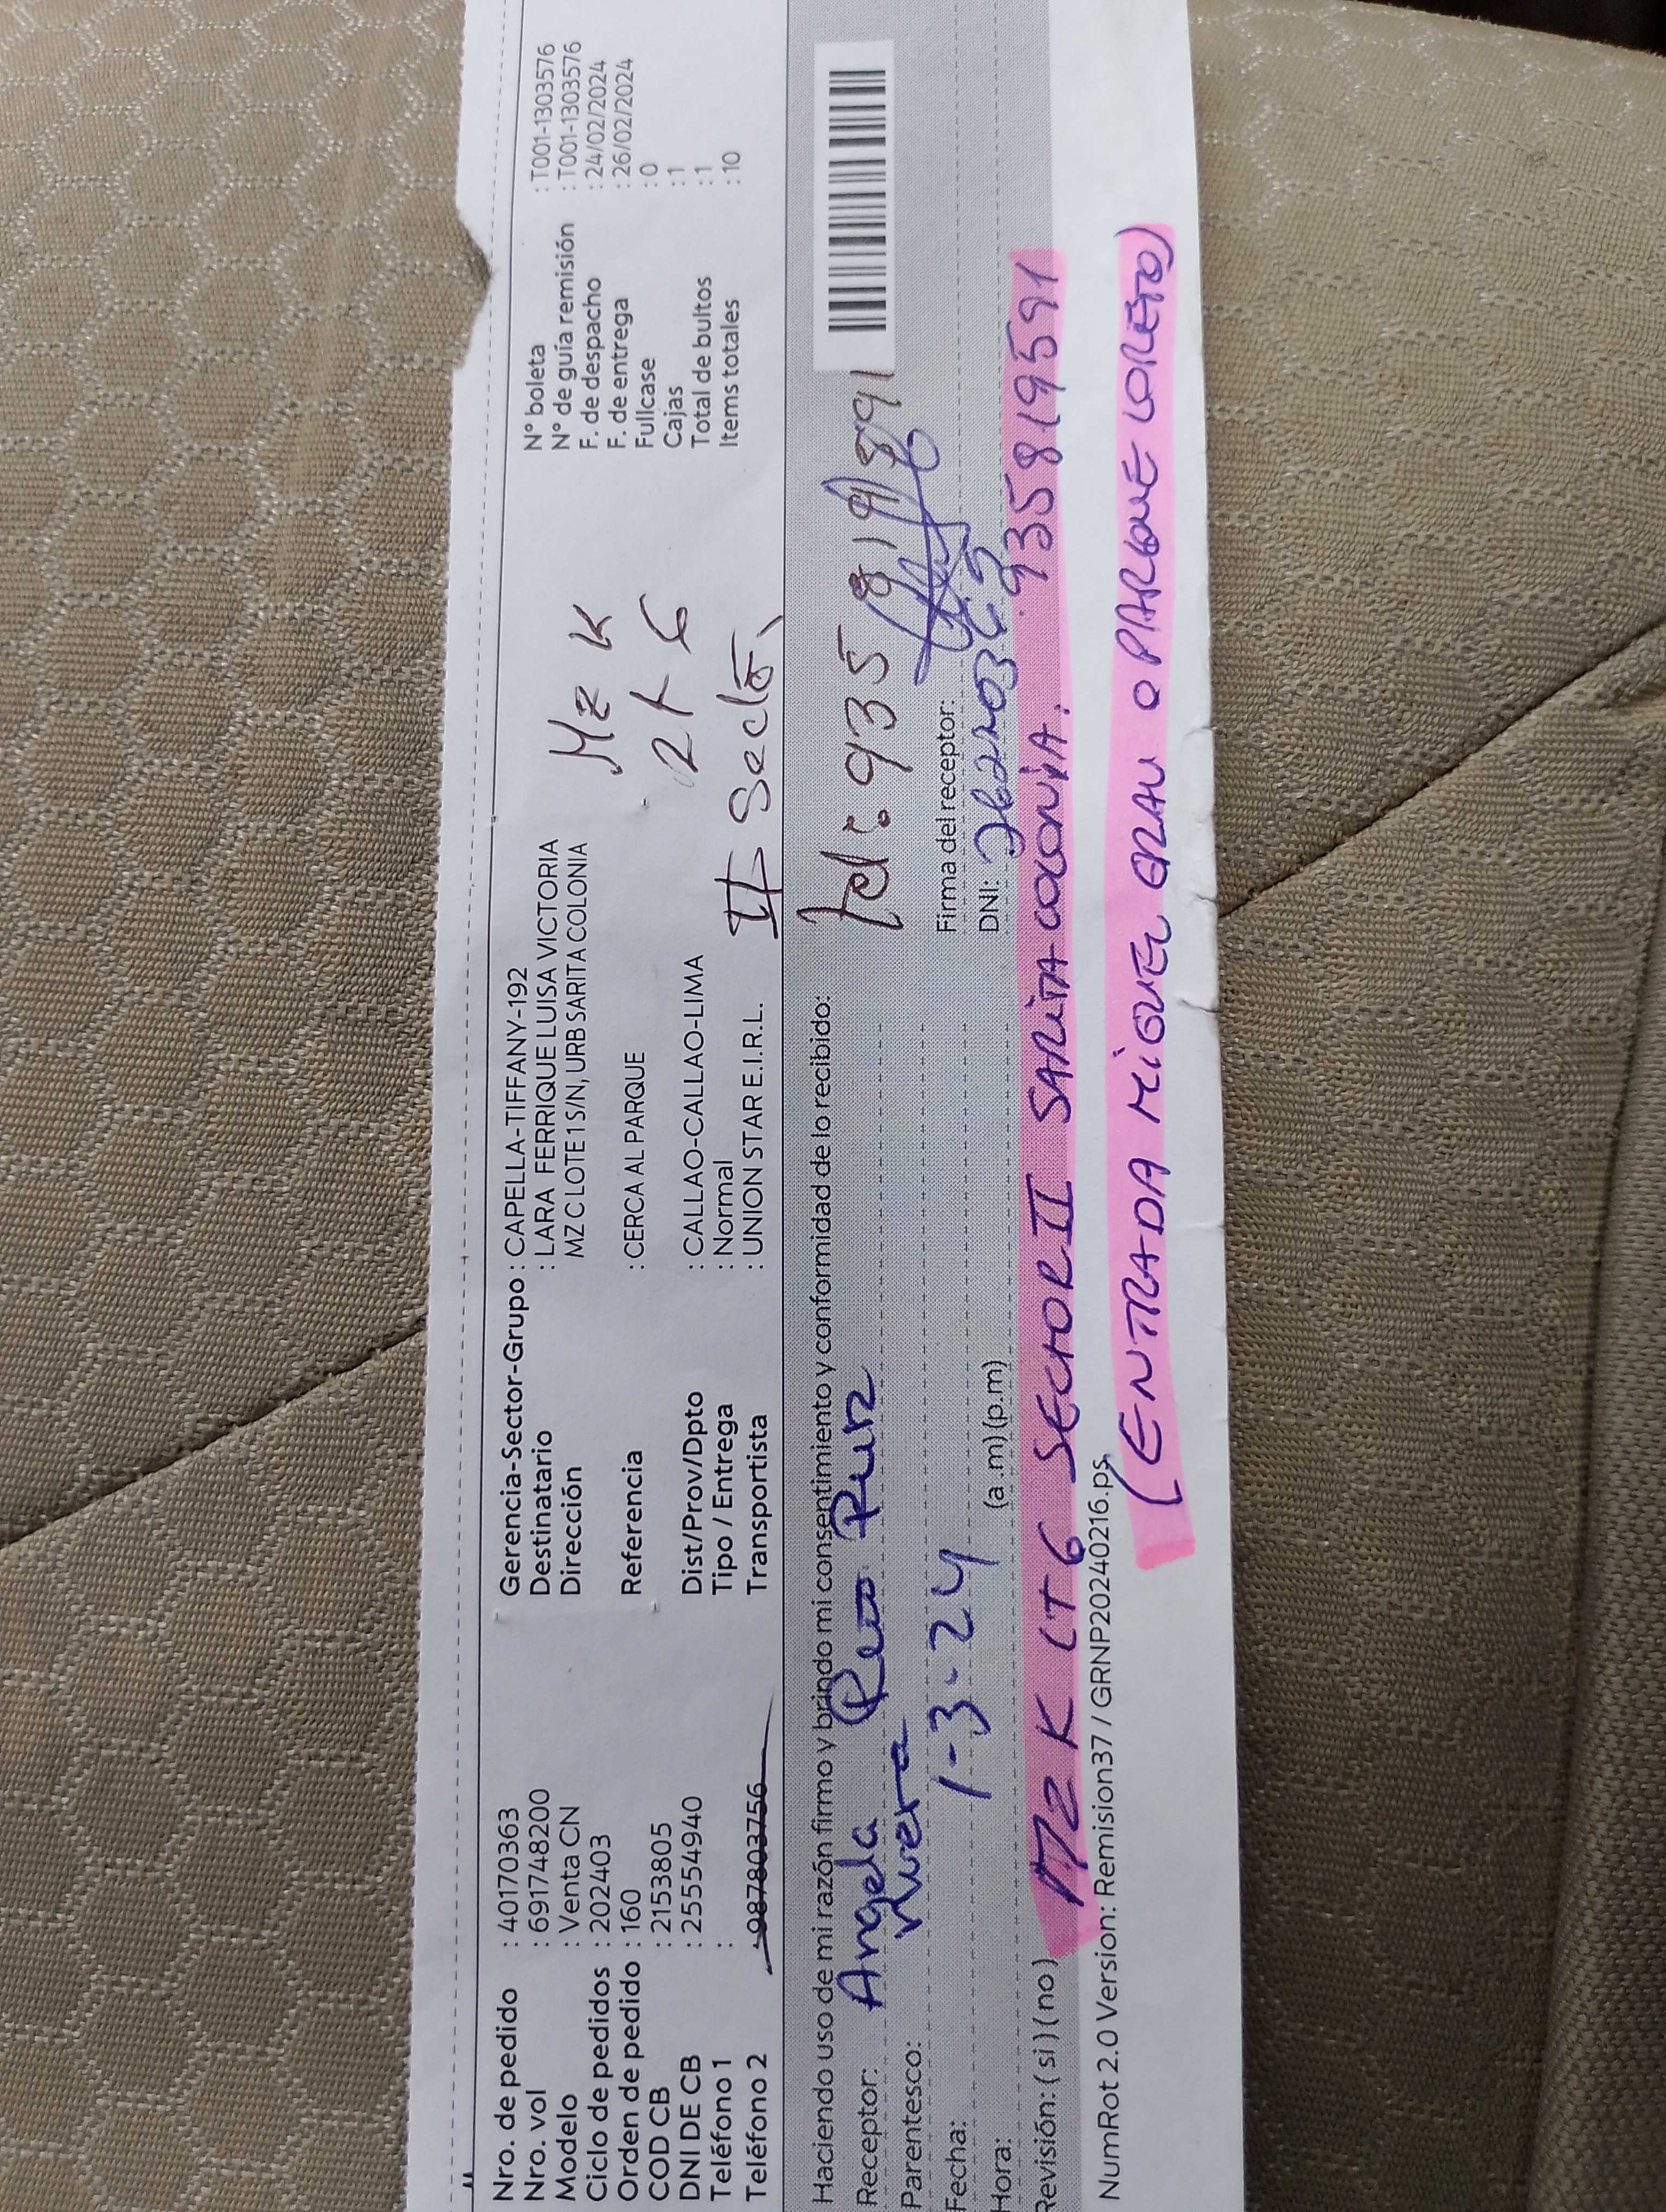 Nro. de pedido : 40170363
Nro. vol : 691748200
Modelo : Venta CN
Ciclo de pedidos : 202403
Orden de pedido : 160
COD CB : 2153805
DNI DE CB : 25554940
Teléfono 1 :
Teléfono 2 : 987803756
Gerencia-Sector-Grupo : CAPELLA-TIFFANY-192
Destinatario : LARA FERRIQUE LUISA VICTORIA
Dirección MZ C LOTE 1 S/N, URB SARITA COLONIA
Referencia : CERCA AL PARQUE
Dist/Prov/Dpto : CALLAO-CALLAO-LIMA
Tipo / Entrega : Normal
Transportista : UNION STAR E.I.R.L.
Mz K
Lt 6
II Sector
N° boleta : T001-1303576
N° de guía remisión : T001-1303576
F. de despacho : 24/02/2024
F. de entrega : 26/02/2024
Fullcase : 0
Cajas : 1
Total de bultos : 1
Items totales : 10
Haciendo uso de mi razón firmo y brindo mi consentimiento y conformidad de lo recibido:
Receptor: Angela
Parentesco: nuera
Fecha: 1-3-24
Hora: (a.m)(p.m)
Revisión: ( si ) ( no )
Tel: 935819591
Firma del receptor:
DNI:
MZ K LT 6 SECTOR II SARITA COLONIA. 935819591
NumRot 2.0 Version: Remision37 / GRNP20240216.ps
(ENTRADA MIGUEL GRAU O PARQUE LORETO)